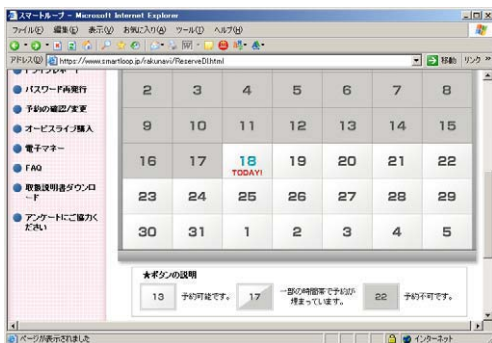 スマートループ - Microsoft Internet Explorer
ファイル(F) 編集(E) 表示(V) お気に入り(A) ツール(T) ヘルプ(H)
アドレス(D) https://www.smartloop.jp/rakunavi/ReserveDl.html 移動 リンク »
パスワード再発行
予約の確認/変更
オービスライブ購入
電子マネー
FAQ
取扱説明書ダウンロ
ード
アンケートにご協力く
ださい
2 3 4 5 6 7 8
9 10 11 12 13 14 15
16 17 18 19 20 21 22
TODAY!
23 24 25 26 27 28 29
30 31 1 2 3 4 5
★ボタンの説明
13 予約可能です。 17 一部の時間帯で予約が
埋まっています。 22 予約不可です。
ページが表示されました インターネット